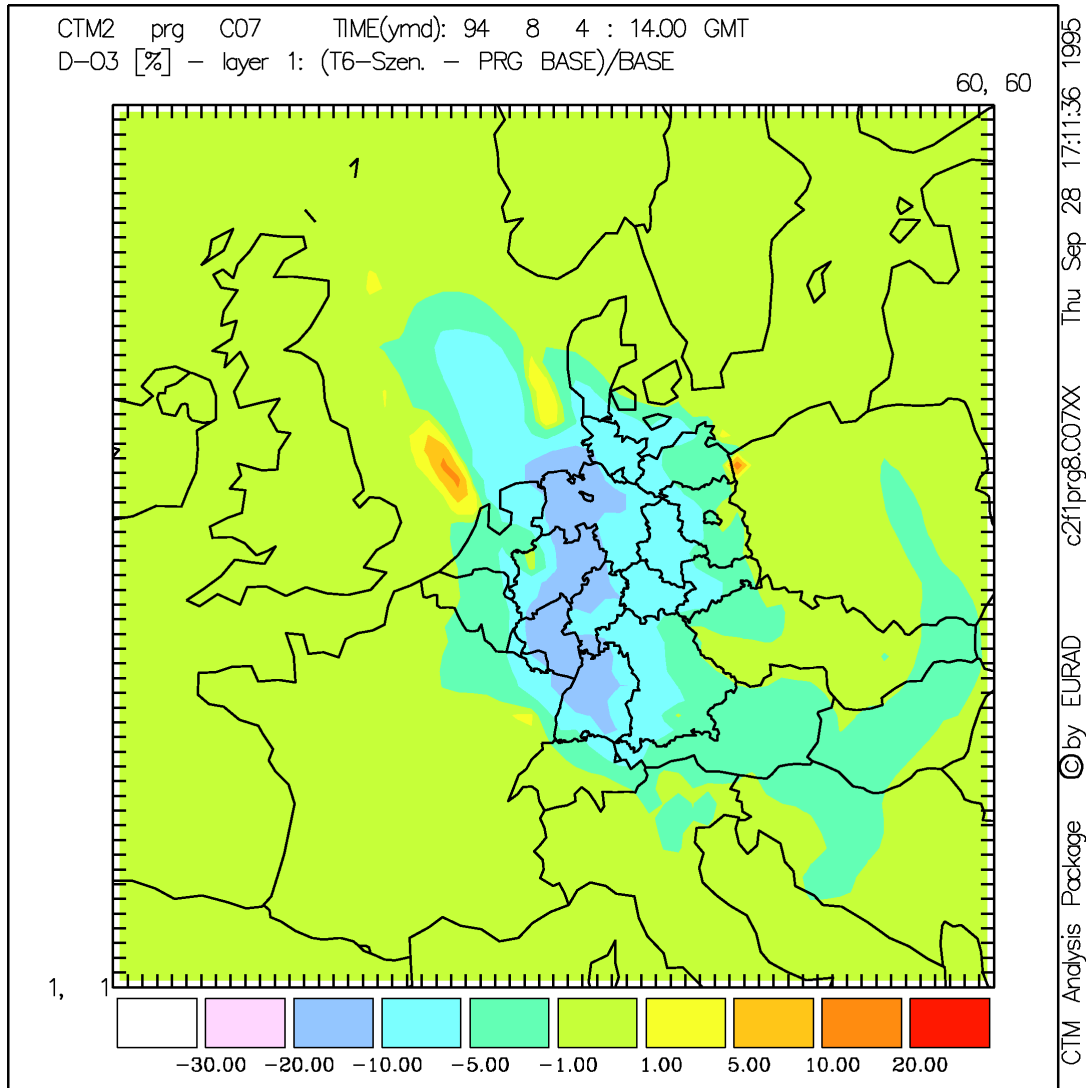 CTM2 prg C07 TIME(ymd): 94 8 4 : 14.00 GMT
D-O3 [%] - layer 1: (T6-Szen. - PRG BASE)/BASE
60, 60
1, 1
-30.00 -20.00 -10.00 -5.00 -1.00 1.00 5.00 10.00 20.00
CTM Analysis Package © by EURAD c2f1prg8.C07XX Thu Sep 28 17:11:36 1995